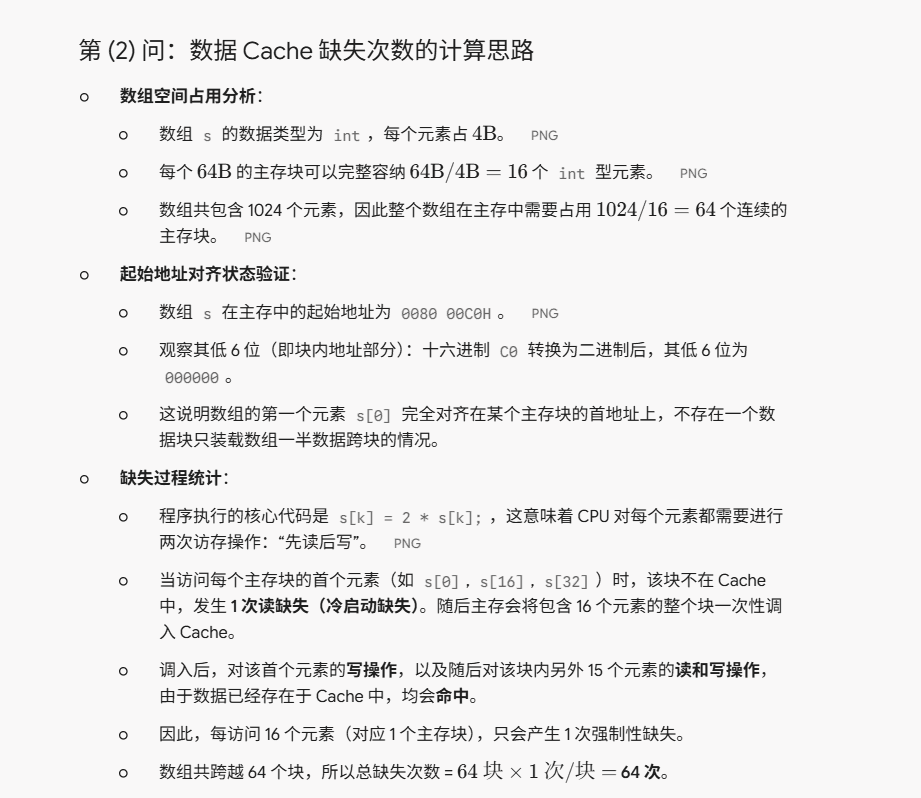 第 (2) 问：数据 Cache 缺失次数的计算思路
数组空间占用分析：
数组 s 的数据类型为 int ，每个元素占 4B。 PNG
每个 64B 的主存块可以完整容纳 64B/4B = 16 个 int 型元素。 PNG
数组共包含 1024 个元素，因此整个数组在主存中需要占用 1024/16 = 64 个连续的
主存块。 PNG
起始地址对齐状态验证：
数组 s 在主存中的起始地址为 0080 00C0H 。 PNG
观察其低 6 位（即块内地址部分）：十六进制 C0 转换为二进制后，其低 6 位为
000000 。
这说明数组的第一个元素 s[0] 完全对齐在某个主存块的首地址上，不存在一个数
据块只装载数组一半数据跨块的情况。
缺失过程统计：
程序执行的核心代码是 s[k] = 2 * s[k]; ，这意味着 CPU 对每个元素都需要进行
两次访存操作：“先读后写”。 PNG
当访问每个主存块的首个元素（如 s[0] , s[16] , s[32] ）时，该块不在 Cache
中，发生 1 次读缺失（冷启动缺失）。随后主存会将包含 16 个元素的整个块一次性调
入 Cache。
调入后，对该首个元素的写操作，以及随后对该块内另外 15 个元素的读和写操作，
由于数据已经存在于 Cache 中，均会命中。
因此，每访问 16 个元素（对应 1 个主存块），只会产生 1 次强制性缺失。
数组共跨越 64 个块，所以总缺失次数 = 64 块 × 1 次/块 = 64 次。